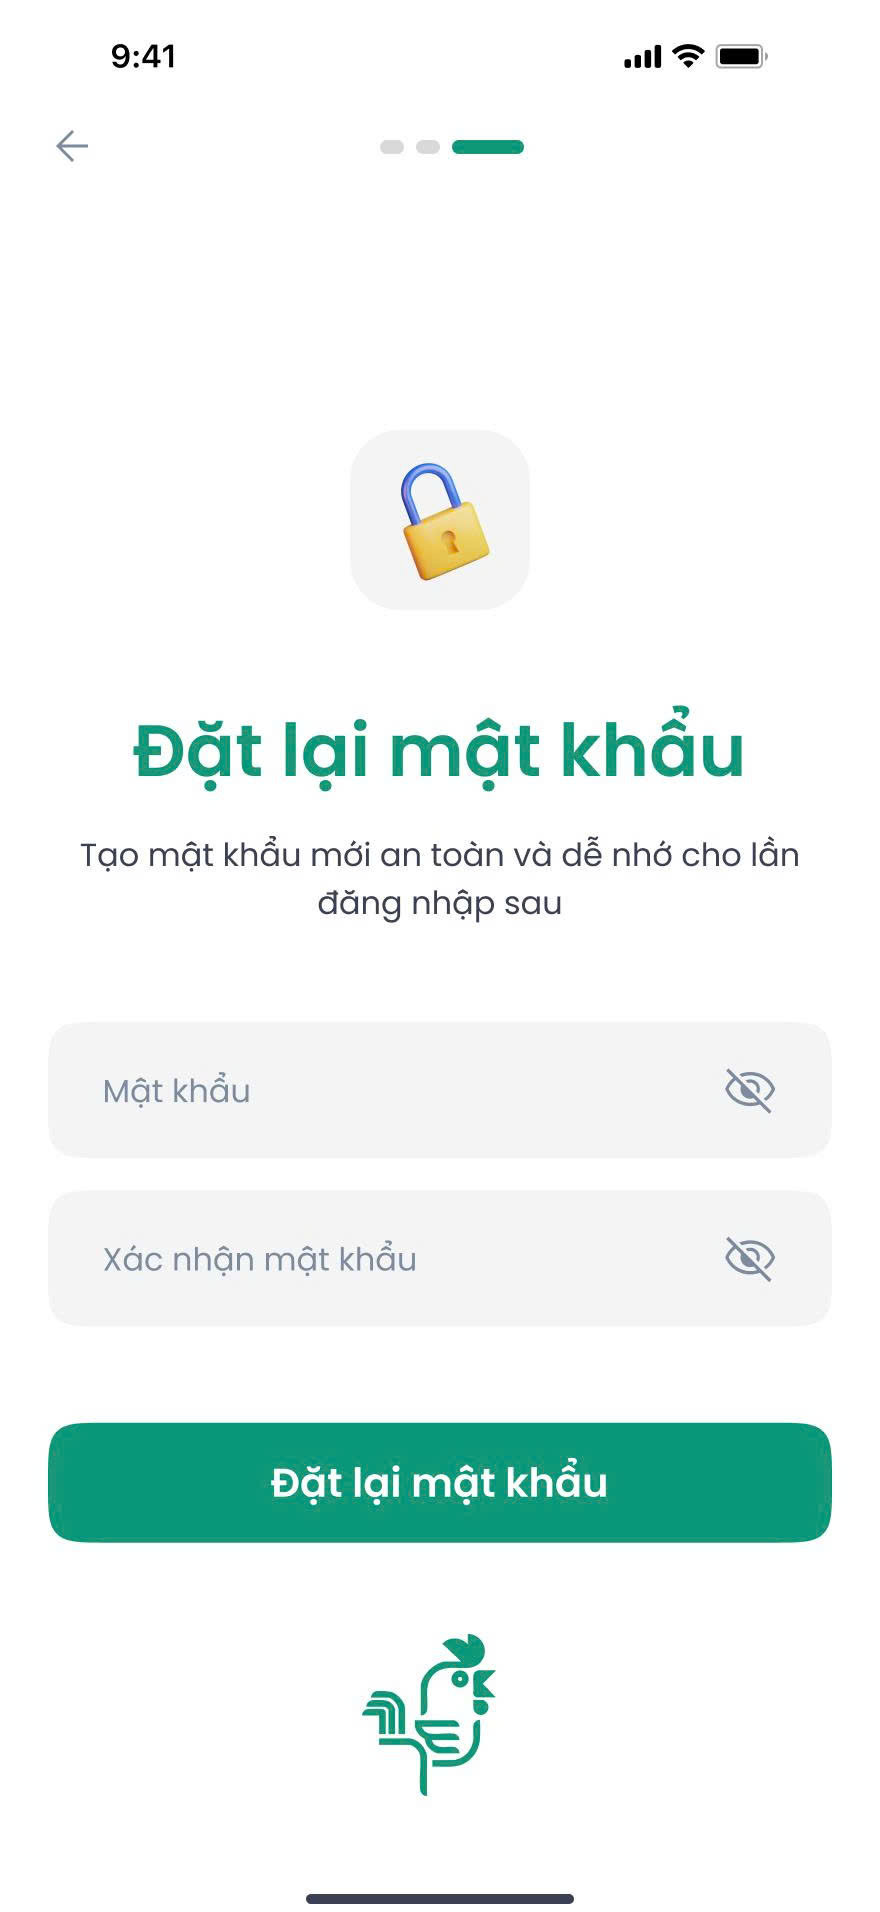 9:41
Đặt lại mật khẩu
Tạo mật khẩu mới an toàn và dễ nhớ cho lần
đăng nhập sau
Mật khẩu
Xác nhận mật khẩu
Đặt lại mật khẩu